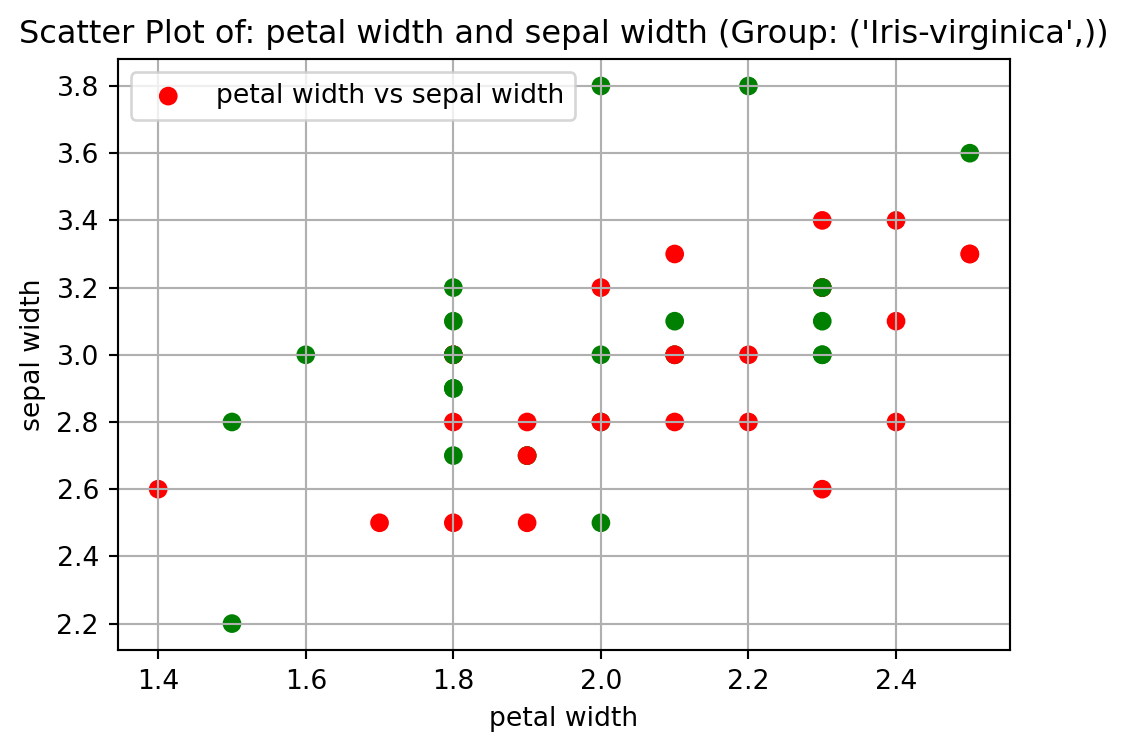 Scatter Plot of: petal width and sepal width (Group: ('Iris-virginica',))
petal width vs sepal width
3.8
3.6
3.4
3.2
3.0
2.8
2.6
2.4
2.2
sepal width
1.4 1.6 1.8 2.0 2.2 2.4
petal width